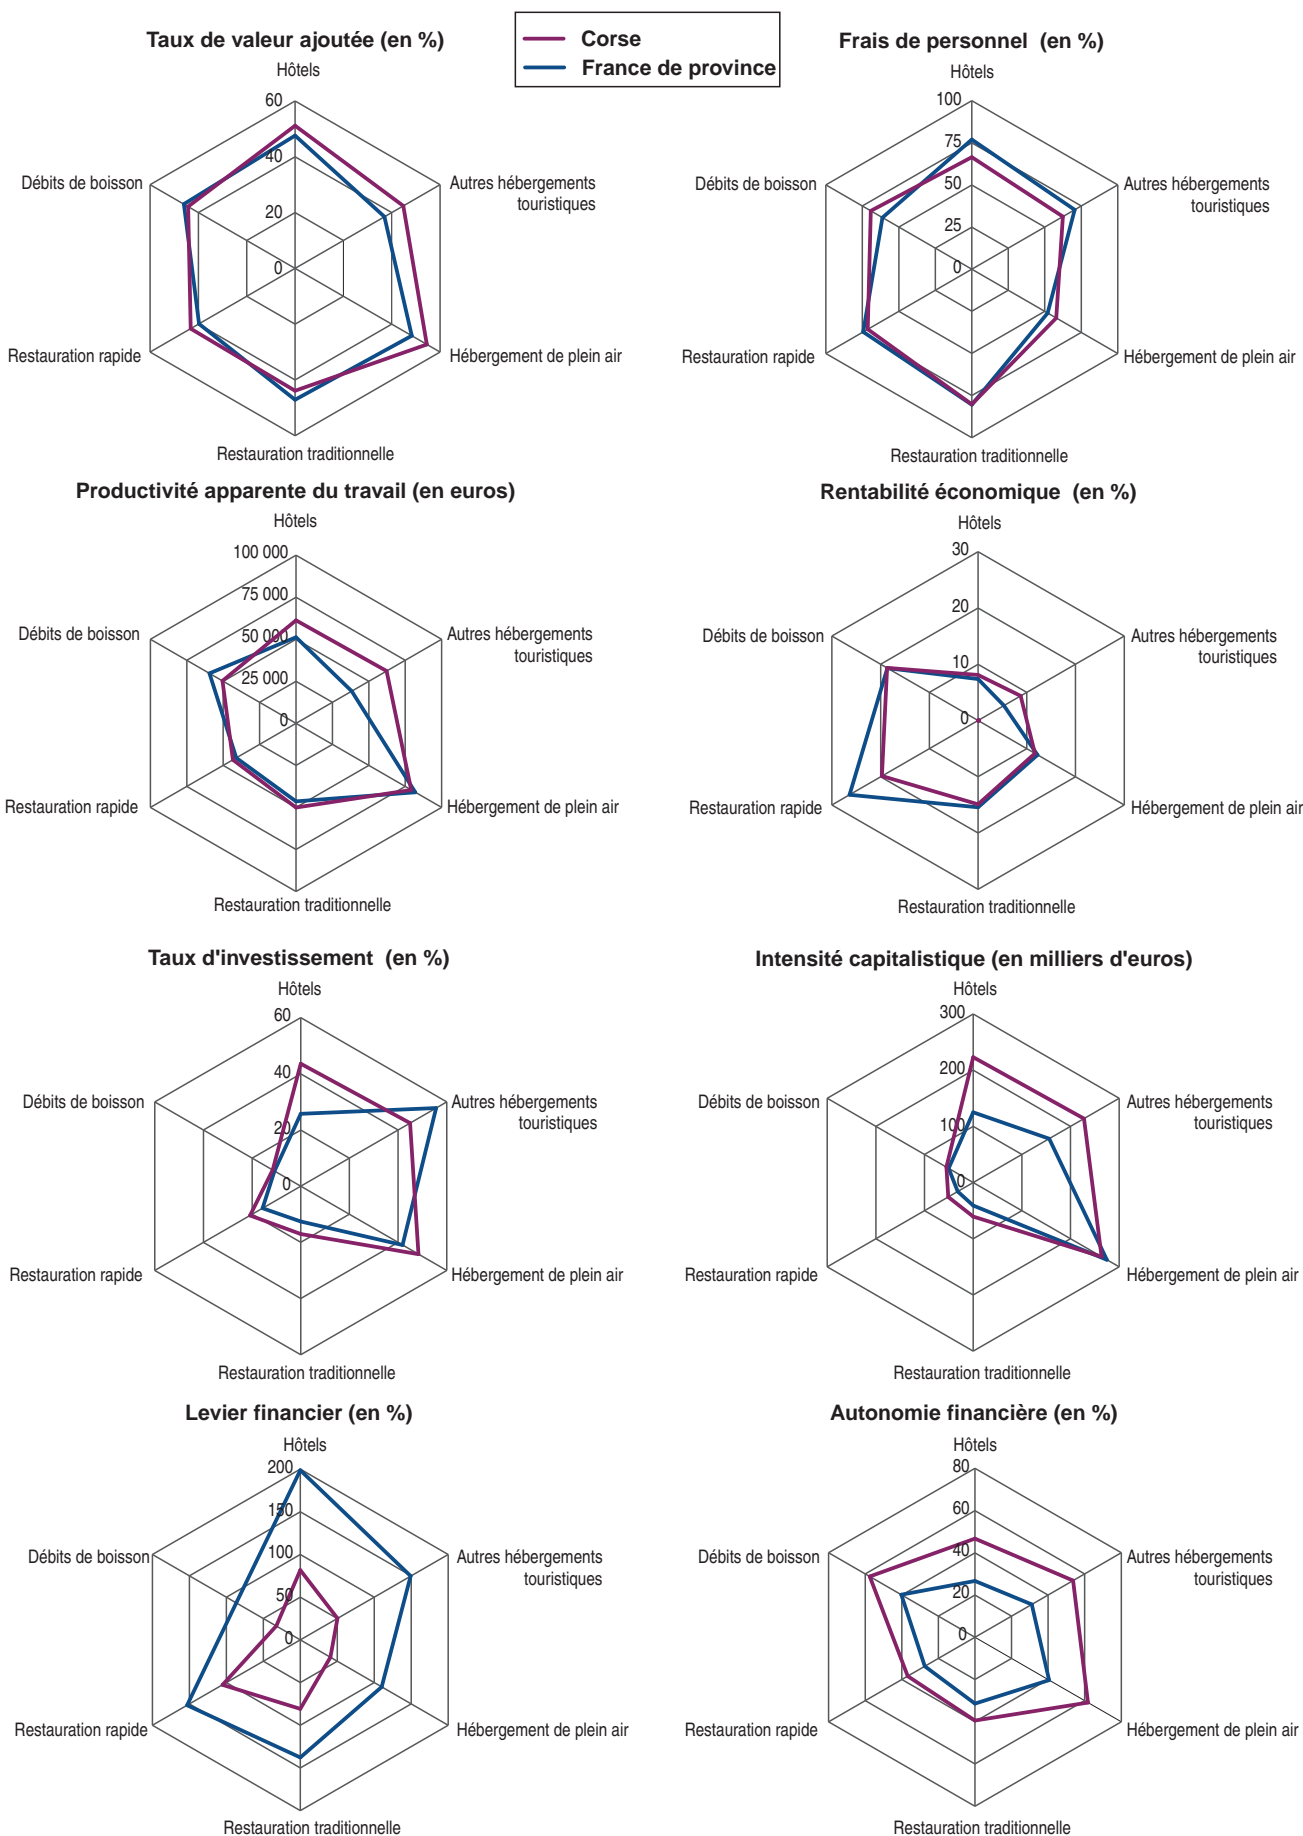 Corse
France de province
Taux de valeur ajoutée (en %)
Hôtels
60
40
20
0
Débits de boisson
Autres hébergements
touristiques
Restauration rapide
Hébergement de plein air
Restauration traditionnelle
Frais de personnel (en %)
Hôtels
100
75
50
25
0
Débits de boisson
Autres hébergements
touristiques
Restauration rapide
Hébergement de plein air
Restauration traditionnelle
Productivité apparente du travail (en euros)
Hôtels
100 000
75 000
50 000
25 000
0
Débits de boisson
Autres hébergements
touristiques
Restauration rapide
Hébergement de plein air
Restauration traditionnelle
Rentabilité économique (en %)
Hôtels
30
20
10
0
Débits de boisson
Autres hébergements
touristiques
Restauration rapide
Hébergement de plein air
Restauration traditionnelle
Taux d'investissement (en %)
Hôtels
60
40
20
0
Débits de boisson
Autres hébergements
touristiques
Restauration rapide
Hébergement de plein air
Restauration traditionnelle
Intensité capitalistique (en milliers d'euros)
Hôtels
300
200
100
0
Débits de boisson
Autres hébergements
touristiques
Restauration rapide
Hébergement de plein air
Restauration traditionnelle
Levier financier (en %)
Hôtels
200
150
100
50
0
Débits de boisson
Autres hébergements
touristiques
Restauration rapide
Hébergement de plein air
Restauration traditionnelle
Autonomie financière (en %)
Hôtels
80
60
40
20
0
Débits de boisson
Autres hébergements
touristiques
Restauration rapide
Hébergement de plein air
Restauration traditionnelle